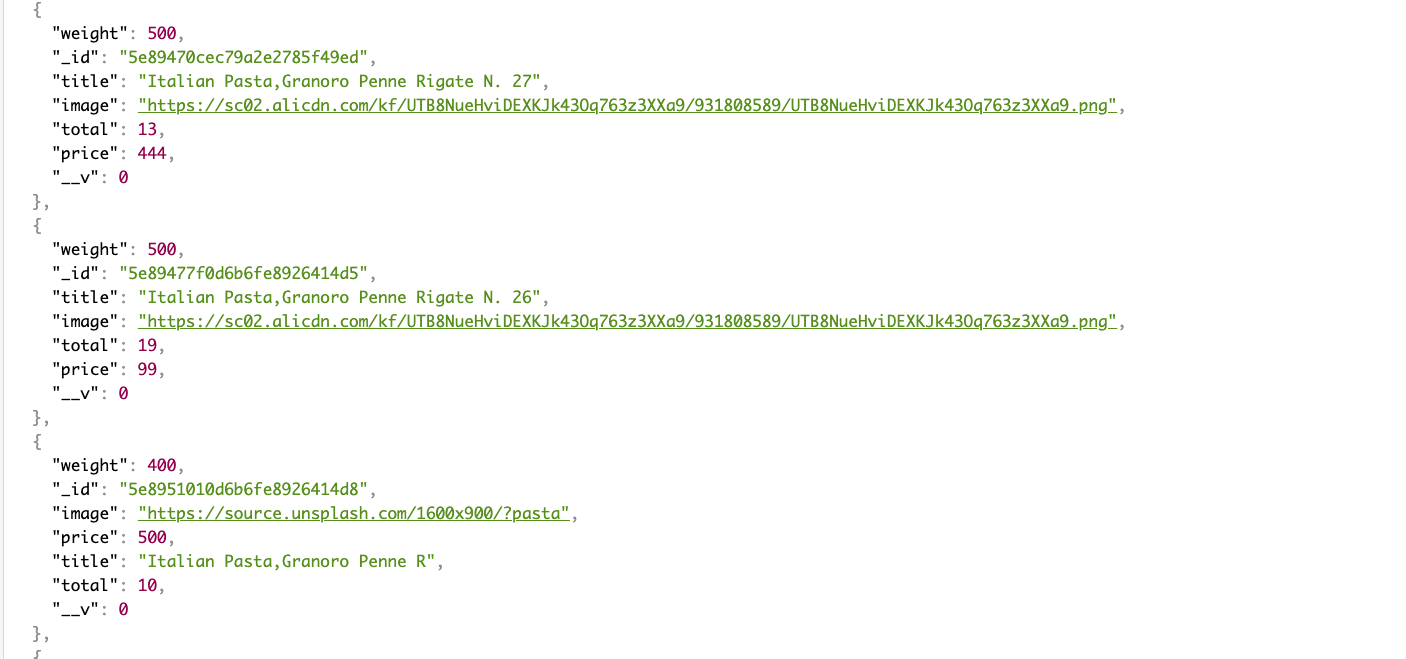 {
"weight": 500,
"_id": "5e89470cec79a2e2785f49ed",
"title": "Italian Pasta,Granoro Penne Rigate N. 27",
"image": "https://sc02.alicdn.com/kf/UTB8NueHviDEXKJk43Oq763z3XXa9/931808589/UTB8NueHviDEXKJk43Oq763z3XXa9.png",
"total": 13,
"price": 444,
"__v": 0
},
{
"weight": 500,
"_id": "5e89477f0d6b6fe8926414d5",
"title": "Italian Pasta,Granoro Penne Rigate N. 26",
"image": "https://sc02.alicdn.com/kf/UTB8NueHviDEXKJk43Oq763z3XXa9/931808589/UTB8NueHviDEXKJk43Oq763z3XXa9.png",
"total": 19,
"price": 99,
"__v": 0
},
{
"weight": 400,
"_id": "5e8951010d6b6fe8926414d8",
"image": "https://source.unsplash.com/1600x900/?pasta",
"price": 500,
"title": "Italian Pasta,Granoro Penne R",
"total": 10,
"__v": 0
},
{